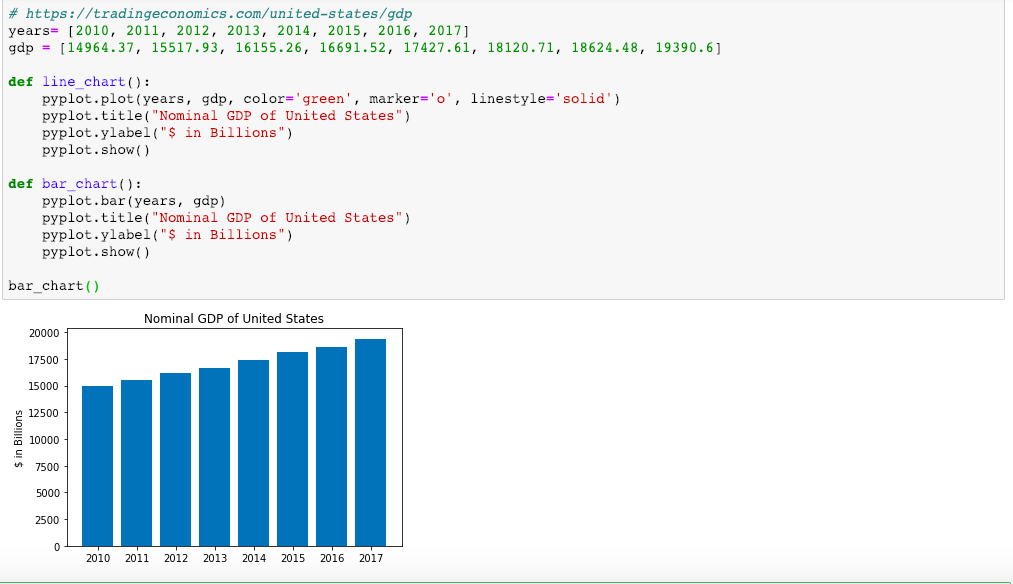 # https://tradingeconomics.com/united-states/gdp
years= [2010, 2011, 2012, 2013, 2014, 2015, 2016, 2017]
gdp = [14964.37, 15517.93, 16155.26, 16691.52, 17427.61, 18120.71, 18624.48, 19390.6]
def line_chart():
    pyplot.plot(years, gdp, color='green', marker='o', linestyle='solid')
    pyplot.title("Nominal GDP of United States")
    pyplot.ylabel("$ in Billions")
    pyplot.show()
def bar_chart():
    pyplot.bar(years, gdp)
    pyplot.title("Nominal GDP of United States")
    pyplot.ylabel("$ in Billions")
    pyplot.show()
bar_chart()
Nominal GDP of United States
$ in Billions
20000
17500
15000
12500
10000
7500
5000
2500
0
2010 2011 2012 2013 2014 2015 2016 2017